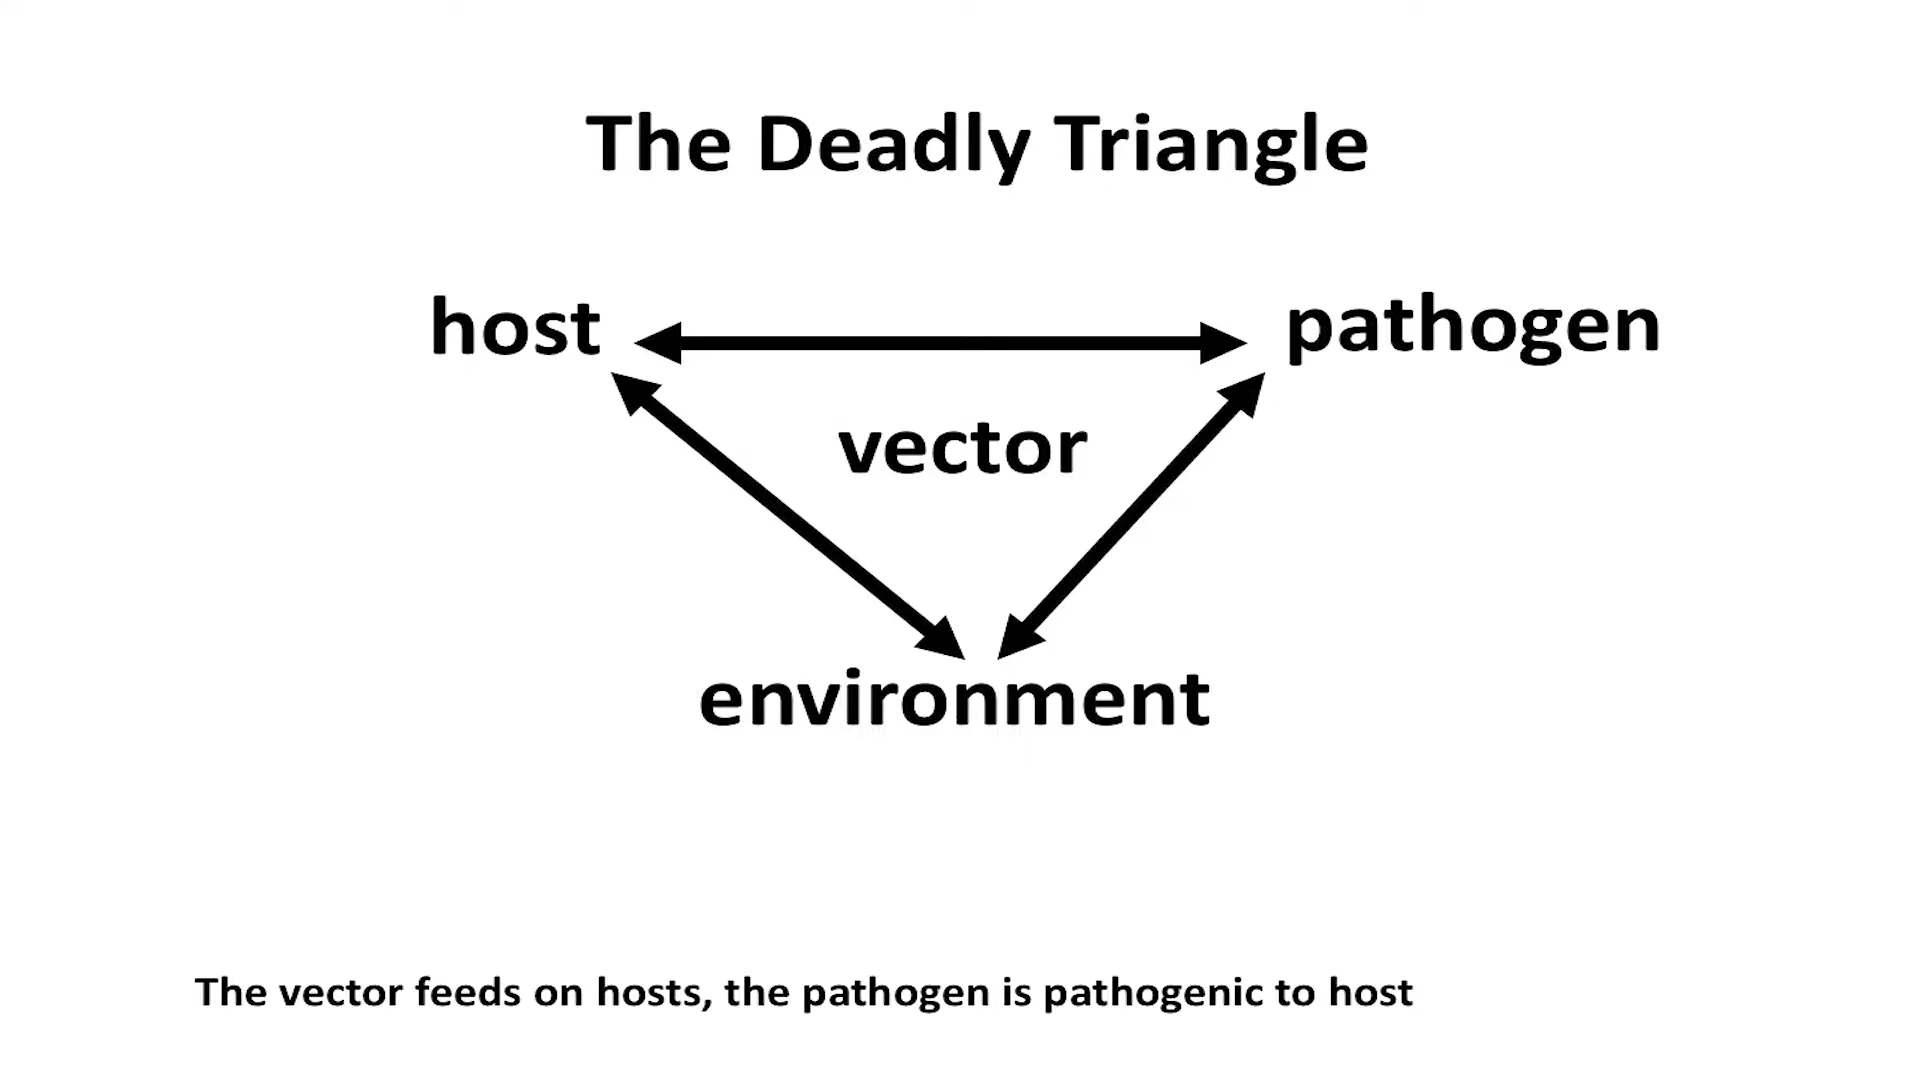 The Deadly Triangle
host
pathogen
vector
environment
The vector feeds on hosts, the pathogen is pathogenic to host